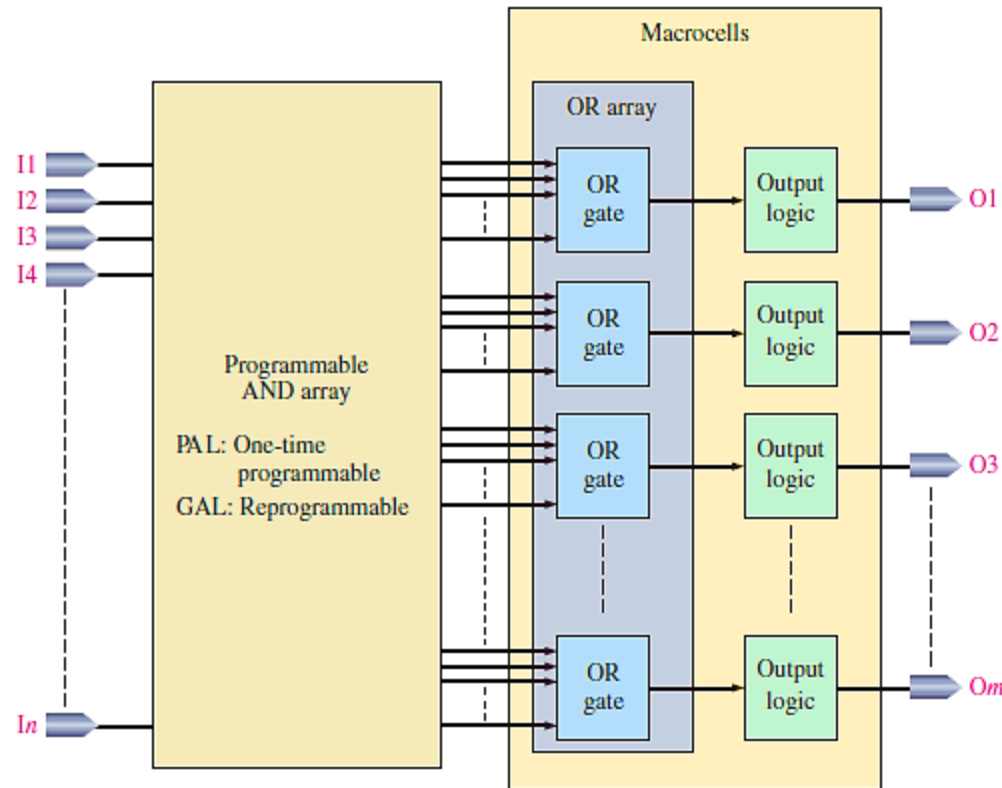 Macrocells
OR array
I1
I2
I3
I4
In
Programmable
AND array
PAL: One-time
programmable
GAL: Reprogrammable
OR
gate
Output
logic
O1
OR
gate
Output
logic
O2
OR
gate
Output
logic
O3
OR
gate
Output
logic
Om